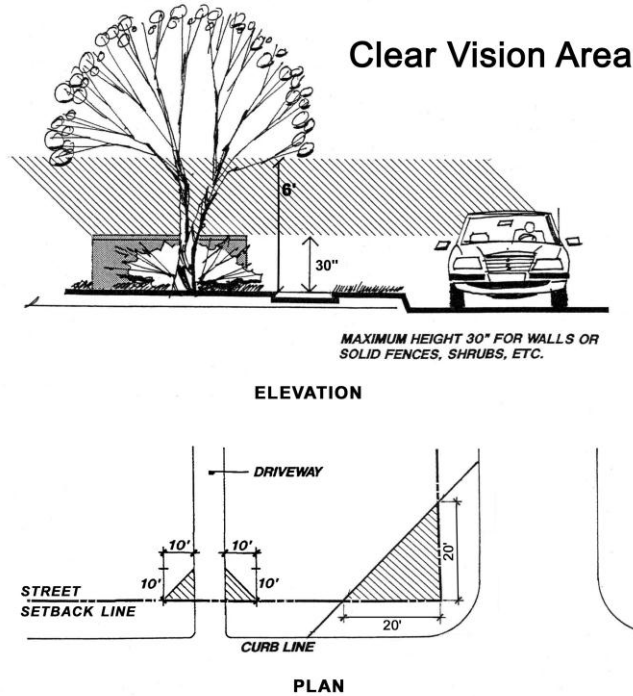 Clear Vision Area
6'
30"
MAXIMUM HEIGHT 30" FOR WALLS OR
SOLID FENCES, SHRUBS, ETC.
ELEVATION
DRIVEWAY
10' 10'
10' 10'
20'
STREET
SETBACK LINE
20'
CURB LINE
PLAN